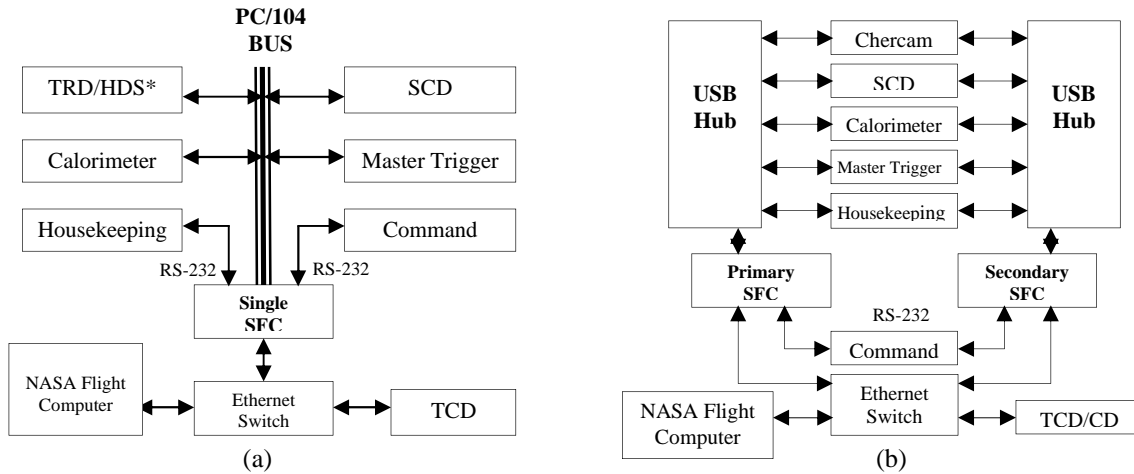 PC/104
BUS
TRD/HDS*
SCD
Calorimeter
Master Trigger
Housekeeping
Command
RS-232
RS-232
Single
SFC
NASA Flight
Computer
Ethernet
Switch
TCD
(a)
USB
Hub
Chercam
SCD
Calorimeter
Master Trigger
Housekeeping
USB
Hub
Primary
SFC
Secondary
SFC
RS-232
Command
Ethernet
Switch
NASA Flight
Computer
TCD/CD
(b)